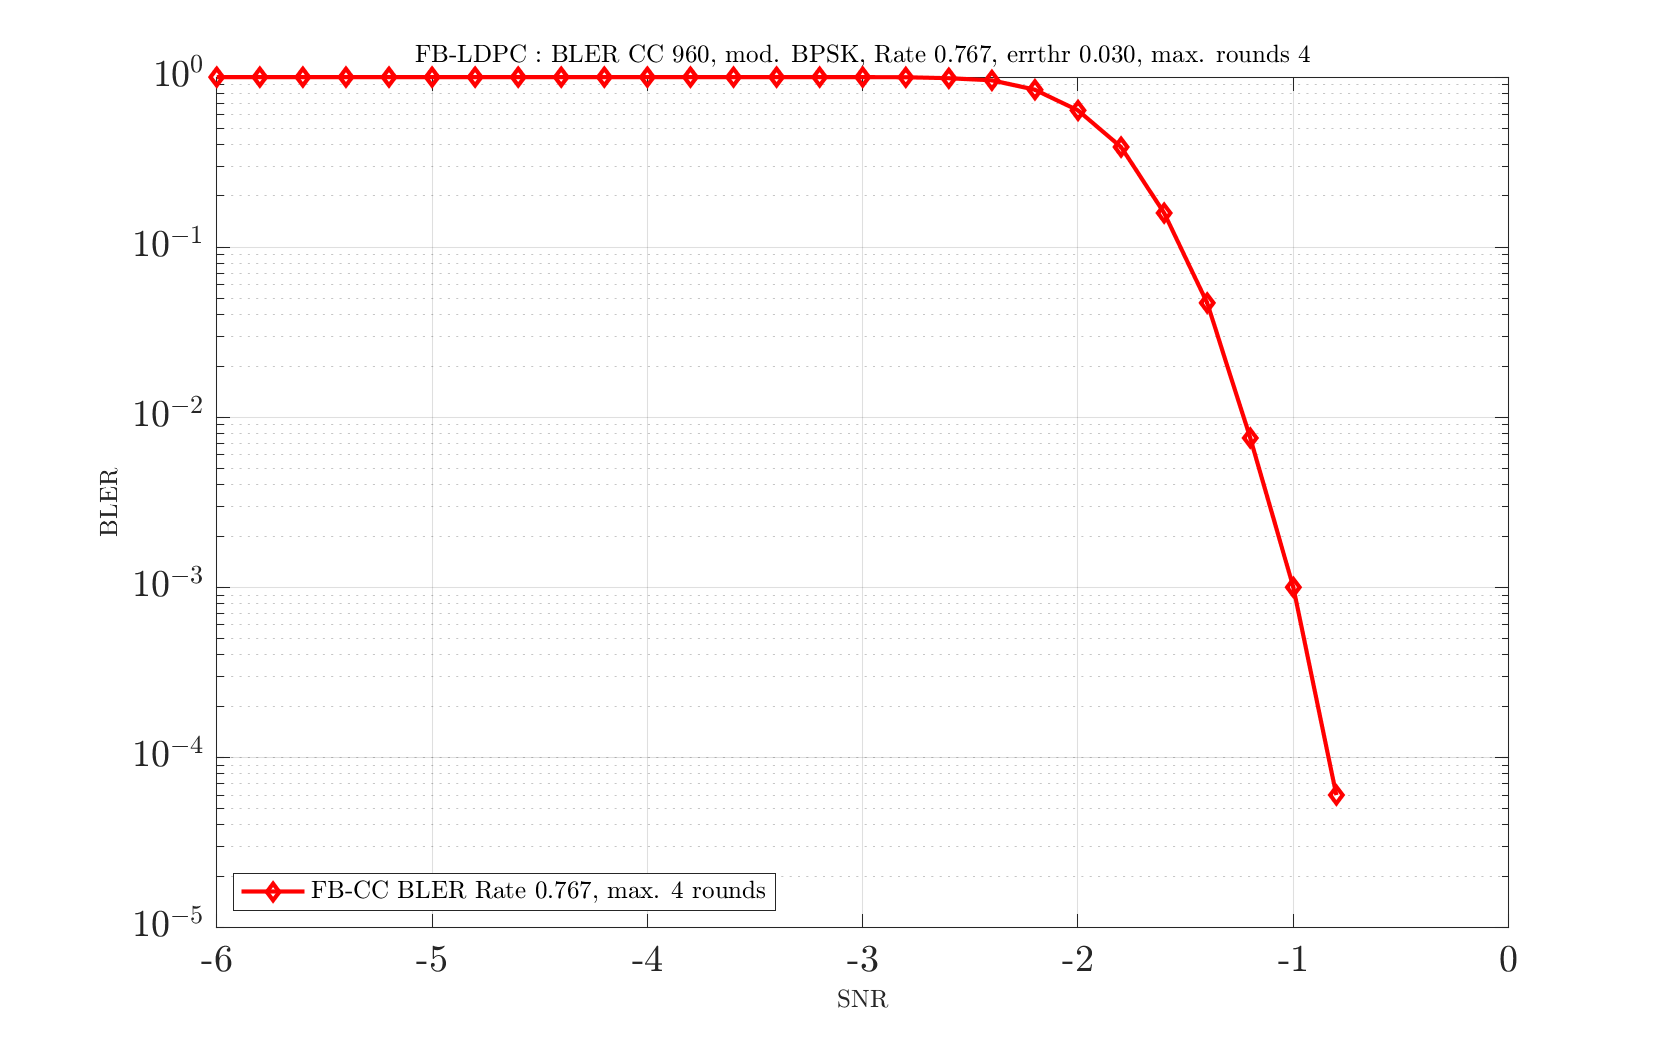 FB-LDPC : BLER CC 960, mod. BPSK, Rate 0.767, errthr 0.030, max. rounds 4
10^0
10^-1
10^-2
10^-3
10^-4
10^-5
BLER
FB-CC BLER Rate 0.767, max. 4 rounds
-6 -5 -4 -3 -2 -1 0
SNR